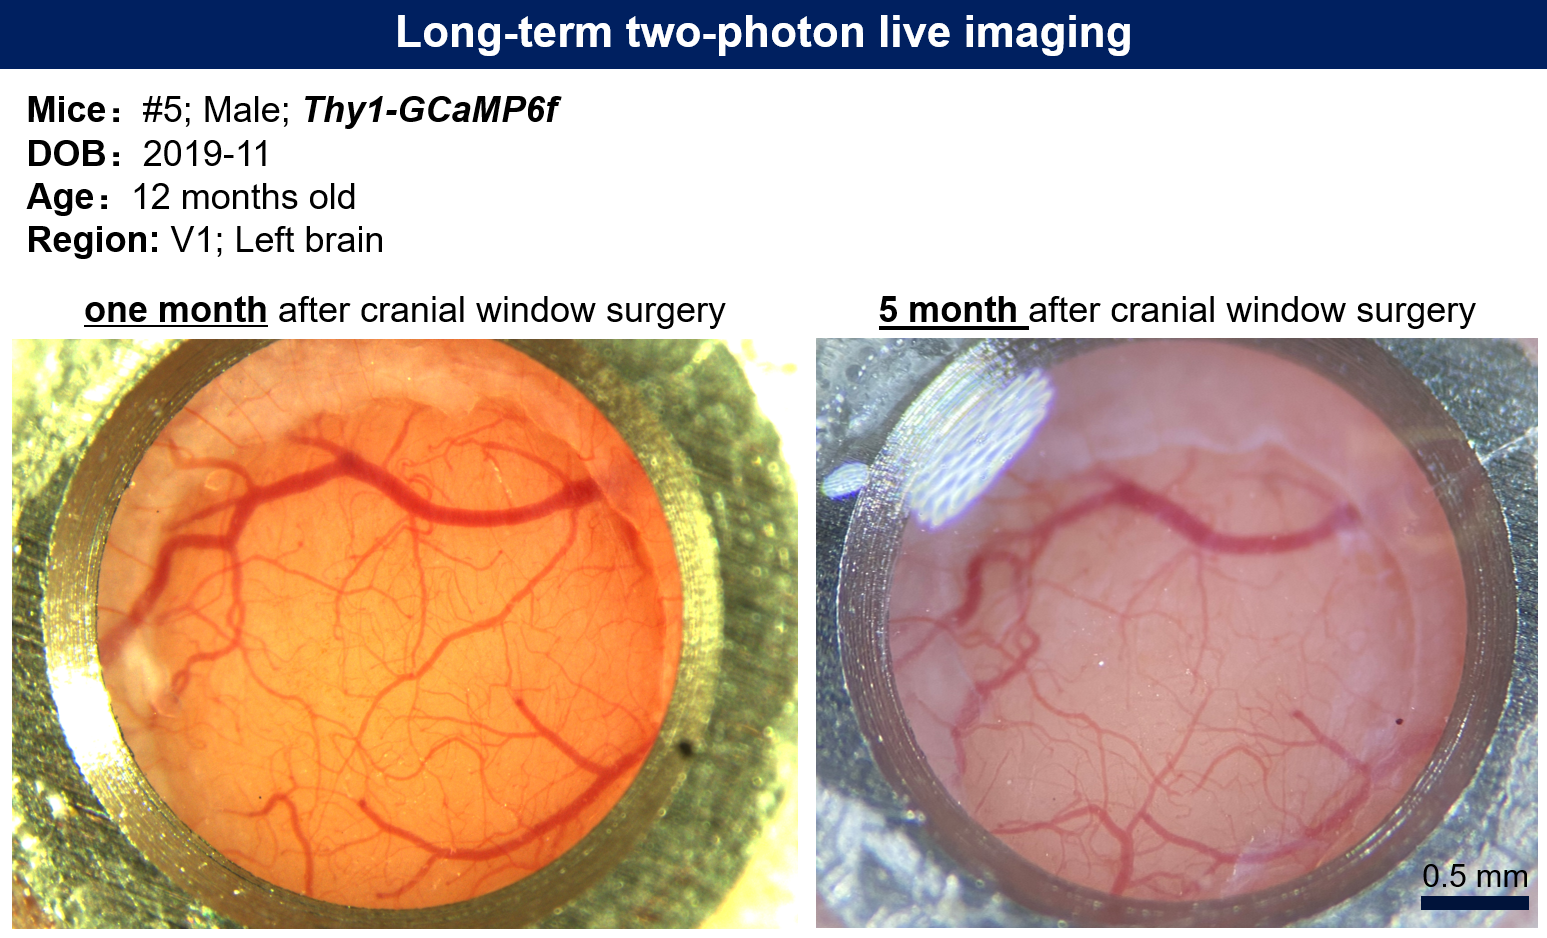 Long-term two-photon live imaging
Mice：#5; Male; Thy1-GCaMP6f
DOB：2019-11
Age：12 months old
Region: V1; Left brain
one month after cranial window surgery
5 month after cranial window surgery
0.5 mm